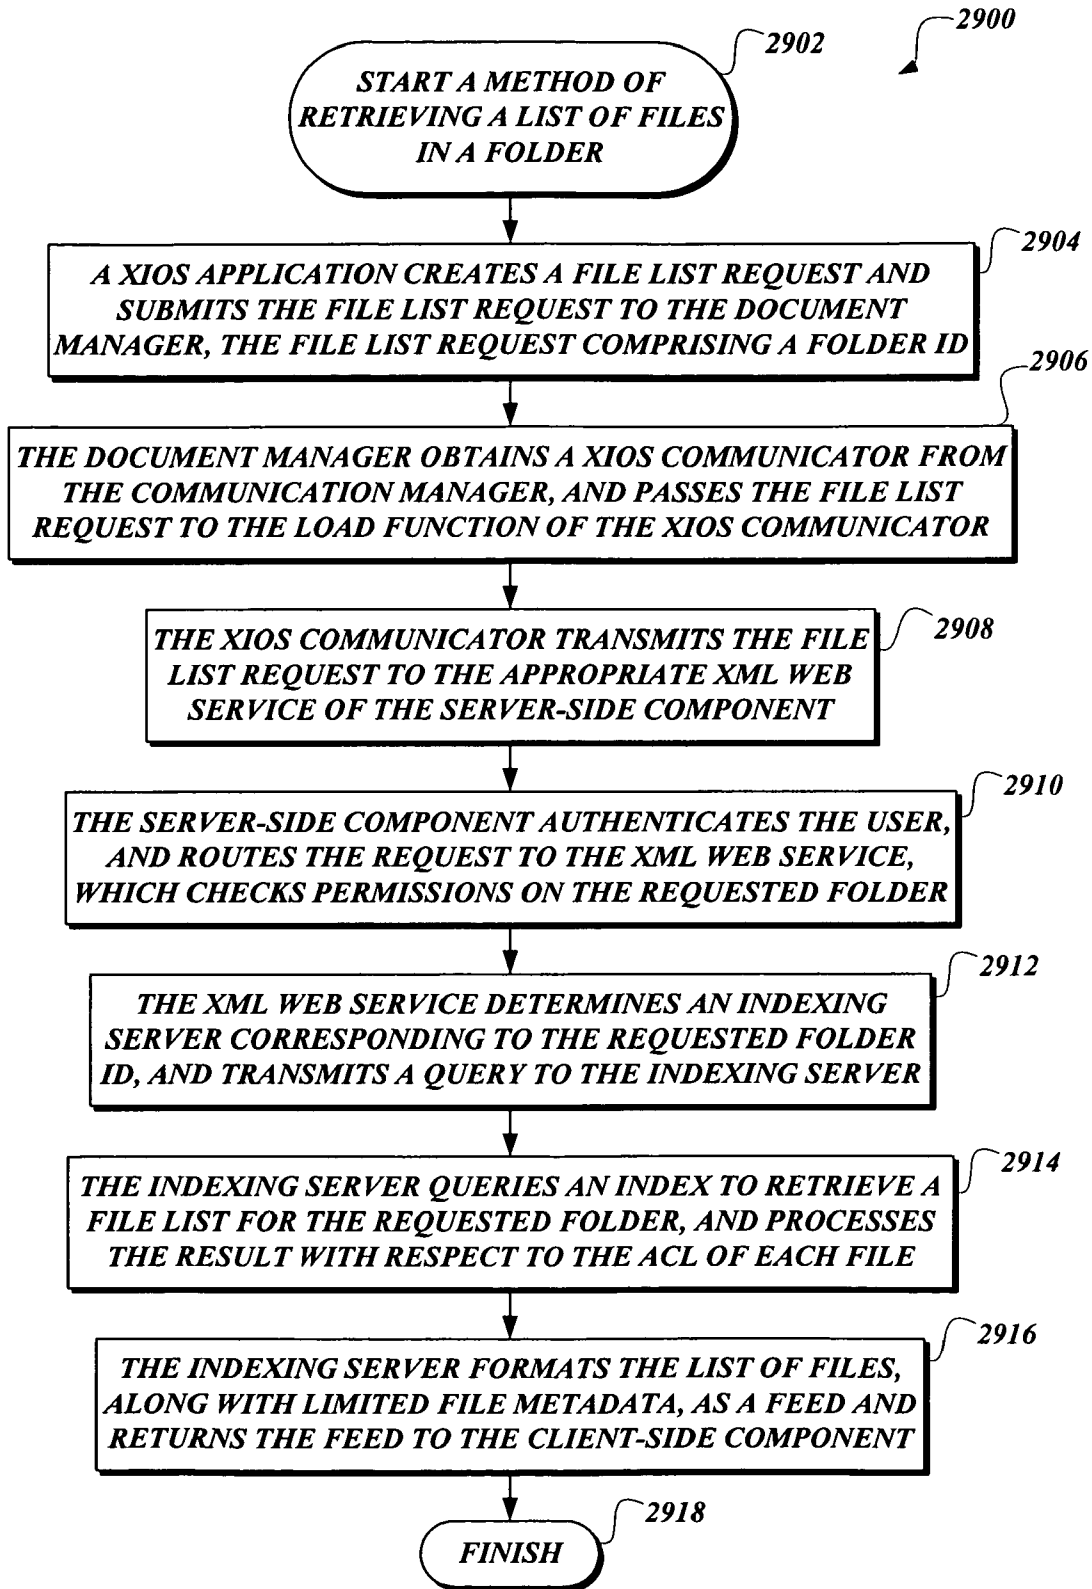 2900
2902
START A METHOD OF
RETRIEVING A LIST OF FILES
IN A FOLDER
2904
A XIOS APPLICATION CREATES A FILE LIST REQUEST AND
SUBMITS THE FILE LIST REQUEST TO THE DOCUMENT
MANAGER, THE FILE LIST REQUEST COMPRISING A FOLDER ID
2906
THE DOCUMENT MANAGER OBTAINS A XIOS COMMUNICATOR FROM
THE COMMUNICATION MANAGER, AND PASSES THE FILE LIST
REQUEST TO THE LOAD FUNCTION OF THE XIOS COMMUNICATOR
2908
THE XIOS COMMUNICATOR TRANSMITS THE FILE
LIST REQUEST TO THE APPROPRIATE XML WEB
SERVICE OF THE SERVER-SIDE COMPONENT
2910
THE SERVER-SIDE COMPONENT AUTHENTICATES THE USER,
AND ROUTES THE REQUEST TO THE XML WEB SERVICE,
WHICH CHECKS PERMISSIONS ON THE REQUESTED FOLDER
2912
THE XML WEB SERVICE DETERMINES AN INDEXING
SERVER CORRESPONDING TO THE REQUESTED FOLDER
ID, AND TRANSMITS A QUERY TO THE INDEXING SERVER
2914
THE INDEXING SERVER QUERIES AN INDEX TO RETRIEVE A
FILE LIST FOR THE REQUESTED FOLDER, AND PROCESSES
THE RESULT WITH RESPECT TO THE ACL OF EACH FILE
2916
THE INDEXING SERVER FORMATS THE LIST OF FILES,
ALONG WITH LIMITED FILE METADATA, AS A FEED AND
RETURNS THE FEED TO THE CLIENT-SIDE COMPONENT
2918
FINISH